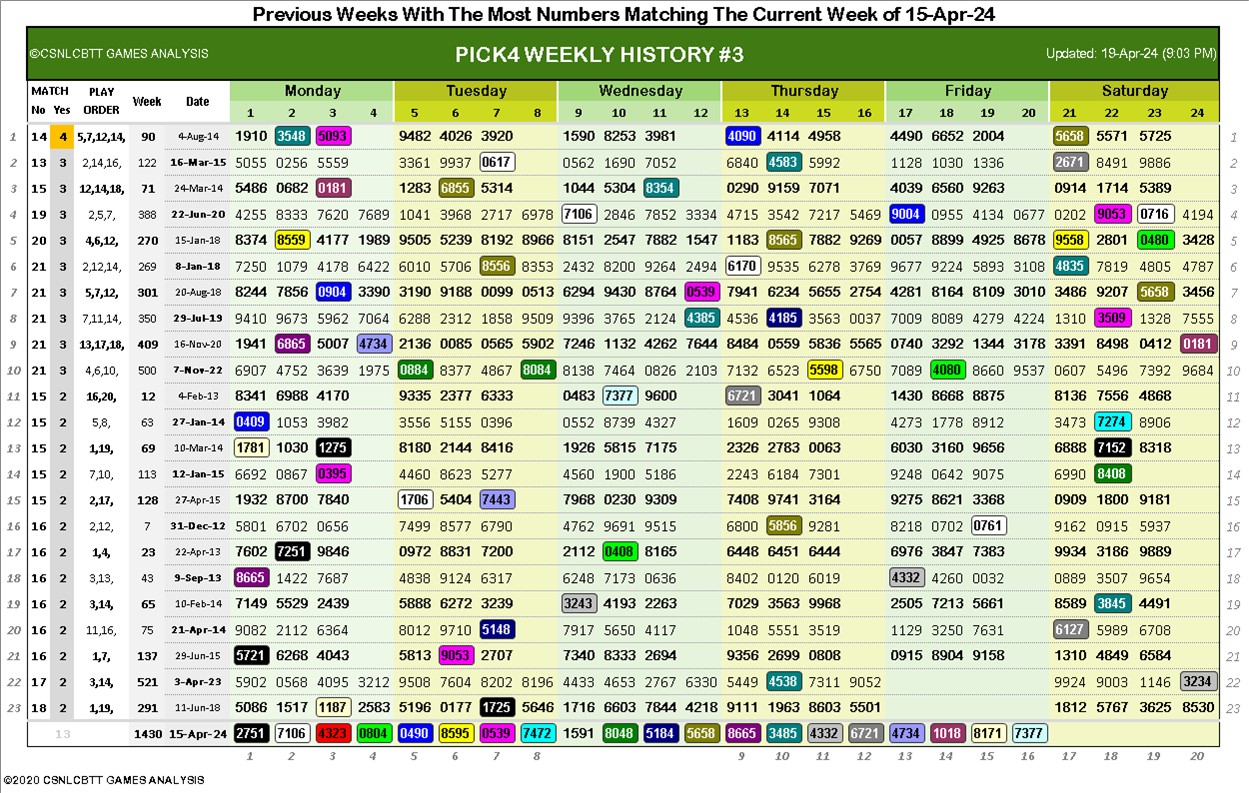 Previous Weeks With The Most Numbers Matching The Current Week of 15-Apr-24
©CSNLCBTT GAMES ANALYSIS PICK4 WEEKLY HISTORY #3 Updated: 19-Apr-24 (9:03 PM)
MATCH PLAY Week Date Monday Tuesday Wednesday Thursday Friday Saturday
No Yes ORDER 1 2 3 4 5 6 7 8 9 10 11 12 13 14 15 16 17 18 19 20 21 22 23 24
1 14 4 5,7,12,14, 90 4-Aug-14 1910 3548 5093 9482 4026 3920 1590 8253 3981 4090 4114 4958 4490 6652 2004 5658 5571 5725 1
2 13 3 2,14,16, 122 16-Mar-15 5055 0256 5559 3361 9937 0617 0562 1690 7052 6840 4583 5992 1128 1030 1336 2671 8491 9886 2
3 15 3 12,14,18, 71 24-Mar-14 5486 0682 0181 1283 6855 5314 1044 5304 8354 0290 9159 7071 4039 6560 9263 0914 1714 5389 3
4 19 3 2,5,7, 388 22-Jun-20 4255 8333 7620 7689 1041 3968 2717 6978 7106 2846 7852 3334 4715 3542 7217 5469 9004 0955 4134 0677 0202 9053 0716 4194 4
5 20 3 4,6,12, 270 15-Jan-18 8374 8559 4177 1989 9505 5239 8192 8966 8151 2547 7882 1547 1183 8565 7882 9269 0057 8899 4925 8678 9558 2801 0480 3428 5
6 21 3 2,12,14, 269 8-Jan-18 7250 1079 4178 6422 6010 5706 8556 8353 2432 8200 9264 2494 6170 9535 6278 3769 9677 9224 5893 3108 4835 7819 4805 4787 6
7 21 3 5,7,12, 301 20-Aug-18 8244 7856 0904 3390 3190 9188 0099 0513 6294 9430 8764 0539 7941 6234 5655 2754 4281 8164 8109 3010 3486 9207 5658 3456 7
8 21 3 7,11,14, 350 29-Jul-19 9410 9673 5962 7064 6288 2312 1858 9509 9396 3765 2124 4385 4536 4185 3563 0037 7009 8089 4279 4224 1310 3509 1328 7555 8
9 21 3 13,17,18, 409 16-Nov-20 1941 6865 5007 4734 2136 0085 0565 5902 7246 1132 4262 7644 8484 0559 5836 5565 0740 3292 1344 3178 3391 8498 0412 0181 9
10 21 3 4,6,10, 500 7-Nov-22 6907 4752 3639 1975 0884 8377 4867 8084 8138 7464 0826 2103 7132 6523 5598 6750 7089 4080 8660 9537 0607 5496 7392 9684 10
11 15 2 16,20, 12 4-Feb-13 8341 6988 4170 9335 2377 6333 0483 7377 9600 6721 3041 1064 1430 8668 8875 8136 7556 4868 11
12 15 2 5,8, 63 27-Jan-14 0409 1053 3982 3556 5155 0396 0552 8739 4327 1609 0265 9308 4273 1778 8912 3473 7274 8906 12
13 15 2 1,19, 69 10-Mar-14 1781 1030 1275 8180 2144 8416 1926 5815 7175 2326 2783 0063 6030 3160 9656 6888 7152 8318 13
14 15 2 7,10, 113 12-Jan-15 6692 0867 0395 4460 8623 5277 4560 1900 5186 2243 6184 7301 9248 0642 9075 6990 8408 14
15 15 2 2,17, 128 27-Apr-15 1932 8700 7840 1706 5404 7443 7968 0230 9309 7408 9741 3164 9275 8621 3368 0909 1800 9181 15
16 16 2 2,12, 7 31-Dec-12 5801 6702 0656 7499 8577 6790 4762 9691 9515 6800 5856 9281 8218 0702 0761 9162 0915 5937 16
17 16 2 1,4, 23 22-Apr-13 7602 7251 9846 0972 8831 7200 2112 0408 8165 6448 6451 6444 6976 3847 7383 9934 3186 9889 17
18 16 2 3,13, 43 9-Sep-13 8665 1422 7687 4838 9124 6317 6248 7173 0636 8402 0120 6019 4332 4260 0032 0889 3507 9654 18
19 16 2 3,14, 65 10-Feb-14 7149 5529 2439 5888 6272 3239 3243 4193 2263 7029 3563 9968 2505 7213 5661 8589 3845 4491 19
20 16 2 11,16, 75 21-Apr-14 9082 2112 6364 8012 9710 5148 7917 5650 4117 1048 5551 3519 1129 3250 7631 6127 5989 6708 20
21 16 2 1,7, 137 29-Jun-15 5721 6268 4043 5813 9053 2707 7340 8333 2694 9356 2699 0808 0915 8904 9158 1310 4849 6584 21
22 17 2 3,14, 521 3-Apr-23 5902 0568 4095 3212 9508 7604 8202 8196 4433 4653 2767 6330 5449 4538 7311 9052 9924 9003 1146 3234 22
23 18 2 1,19, 291 11-Jun-18 5086 1517 1187 2583 5196 0177 1725 5646 1716 6603 7844 4218 9111 1963 8603 5501 1812 5767 3625 8530 23
13 1430 15-Apr-24 2751 7106 4323 0804 0490 8595 0539 7472 1591 8048 5184 5658 8665 3485 4332 6721 4734 1018 8171 7377
1 2 3 4 5 6 7 8 9 10 11 12 13 14 15 16 17 18 19 20
©2020 CSNLCBTT GAMES ANALYSIS